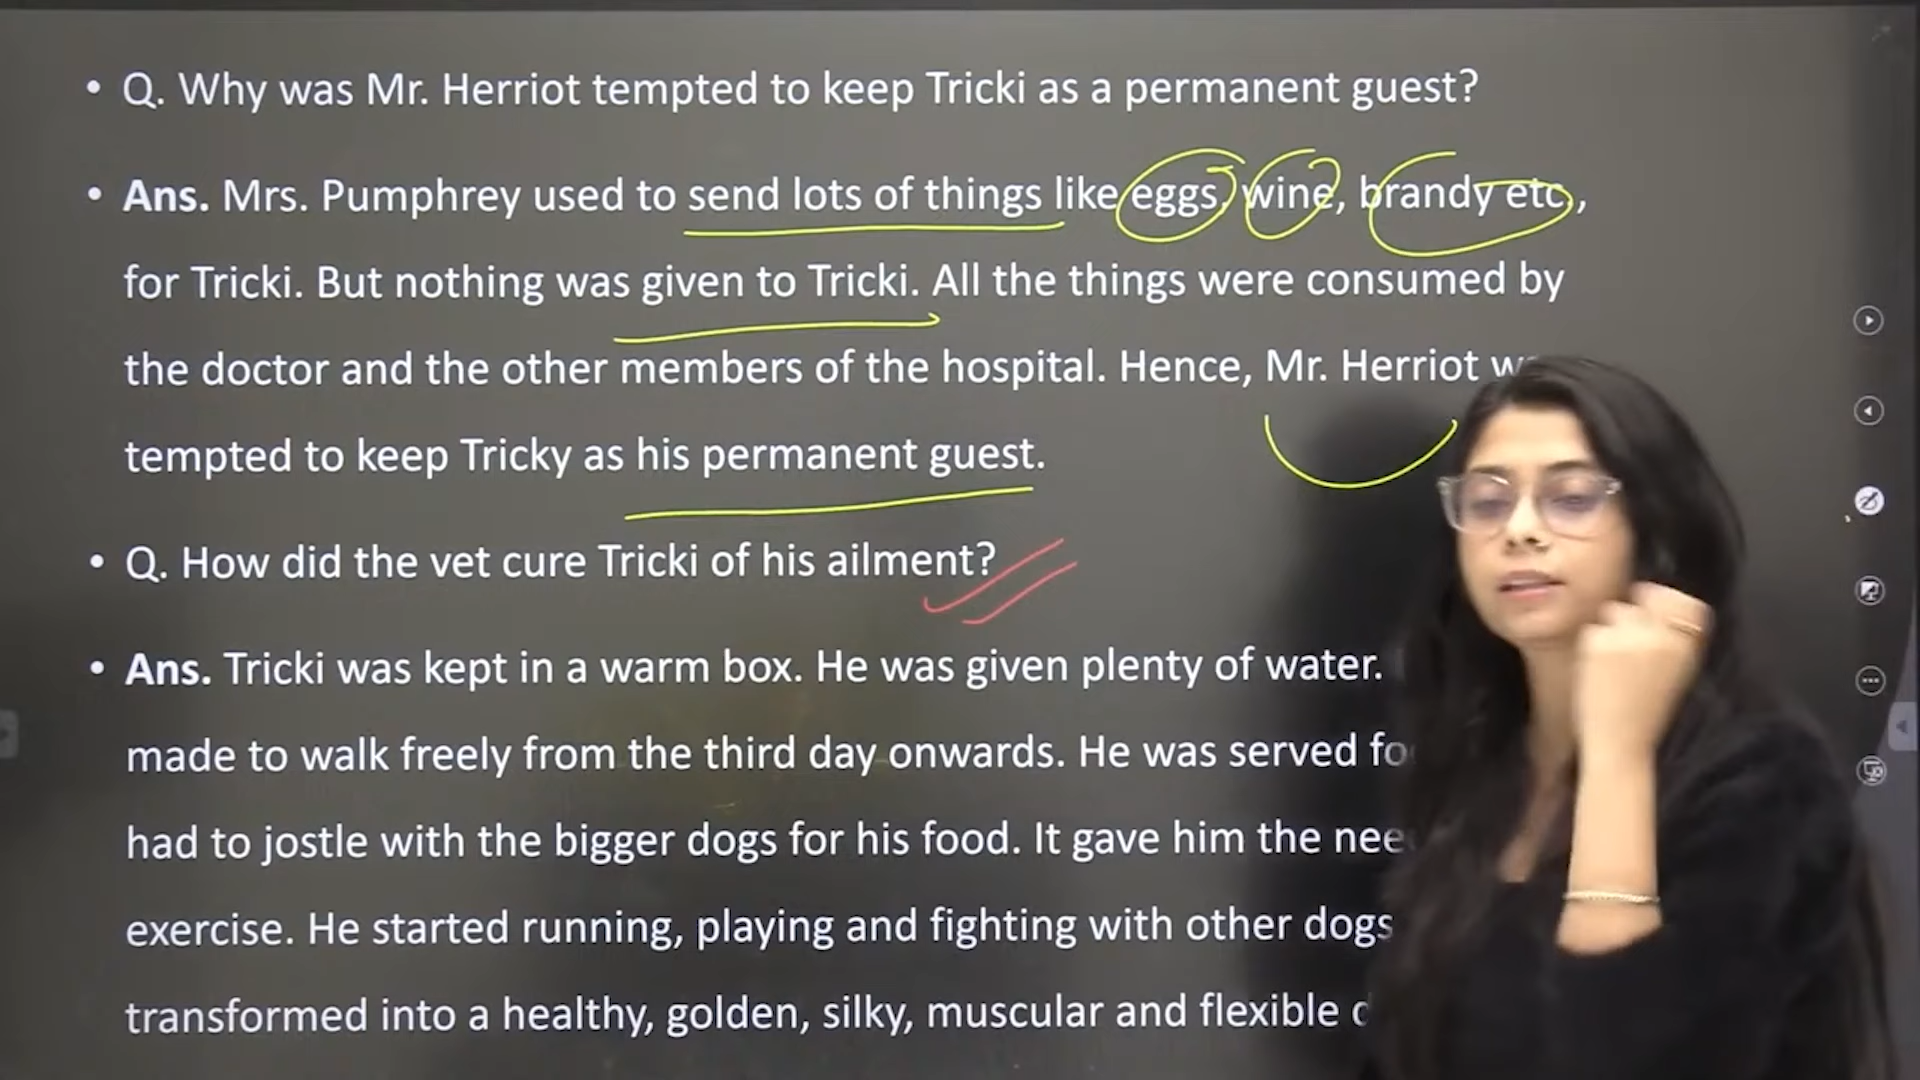 • Q. Why was Mr. Herriot tempted to keep Tricki as a permanent guest?
• Ans. Mrs. Pumphrey used to send lots of things like eggs, wine, brandy etc.,
for Tricki. But nothing was given to Tricki. All the things were consumed by
the doctor and the other members of the hospital. Hence, Mr. Herriot
tempted to keep Tricky as his permanent guest.
• Q. How did the vet cure Tricki of his ailment?
• Ans. Tricki was kept in a warm box. He was given plenty of water.
made to walk freely from the third day onwards. He was served
had to jostle with the bigger dogs for his food. It gave him the
exercise. He started running, playing and fighting with other dogs
transformed into a healthy, golden, silky, muscular and flexible